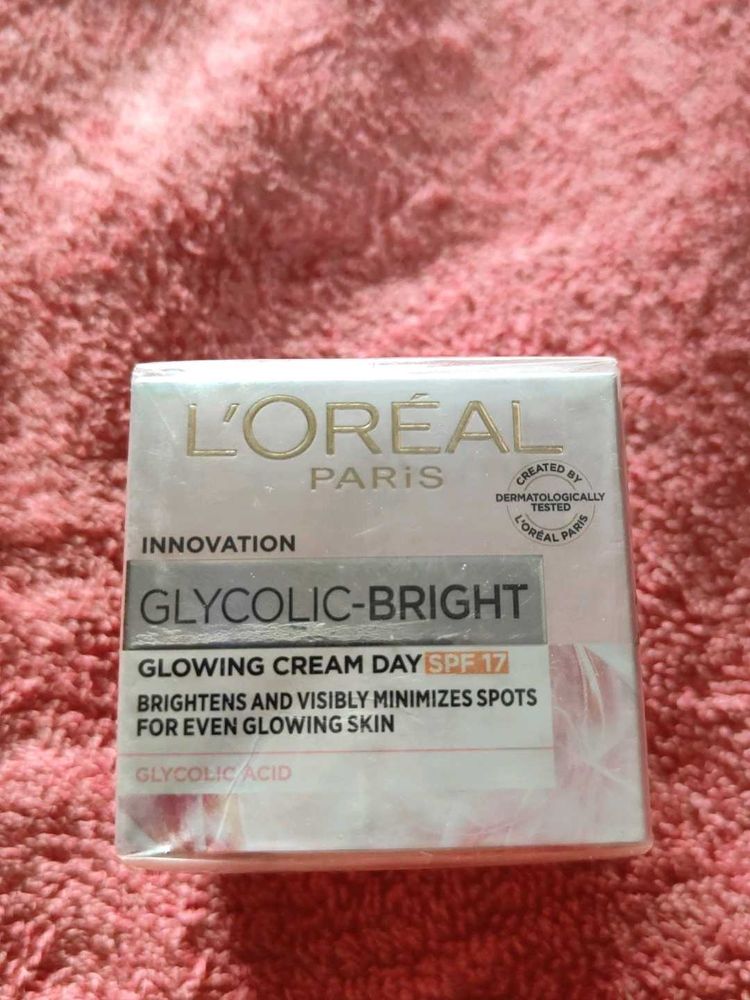 L'ORÉAL
PARiS
CREATED BY
DERMATOLOGICALLY
TESTED
L'ORÉAL PARIS
INNOVATION
GLYCOLIC-BRIGHT
GLOWING CREAM DAY SPF 17
BRIGHTENS AND VISIBLY MINIMIZES SPOTS
FOR EVEN GLOWING SKIN
GLYCOLIC ACID